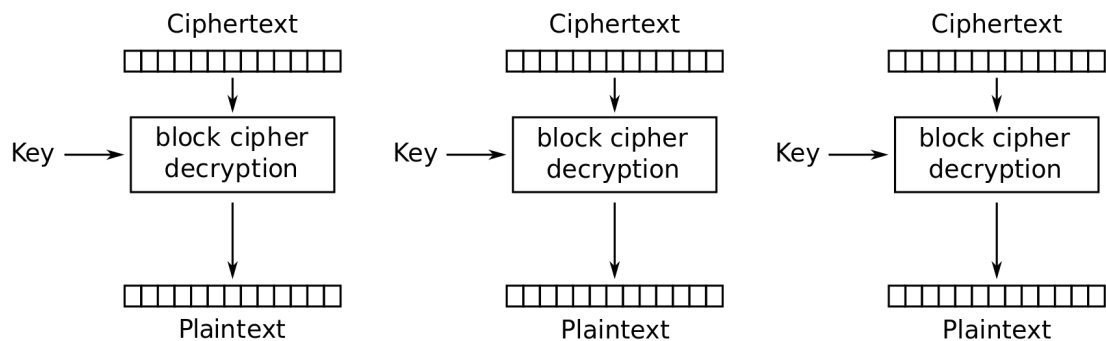 Ciphertext
Ciphertext
Ciphertext
Key
block cipher
decryption
Key
block cipher
decryption
Key
block cipher
decryption
Plaintext
Plaintext
Plaintext